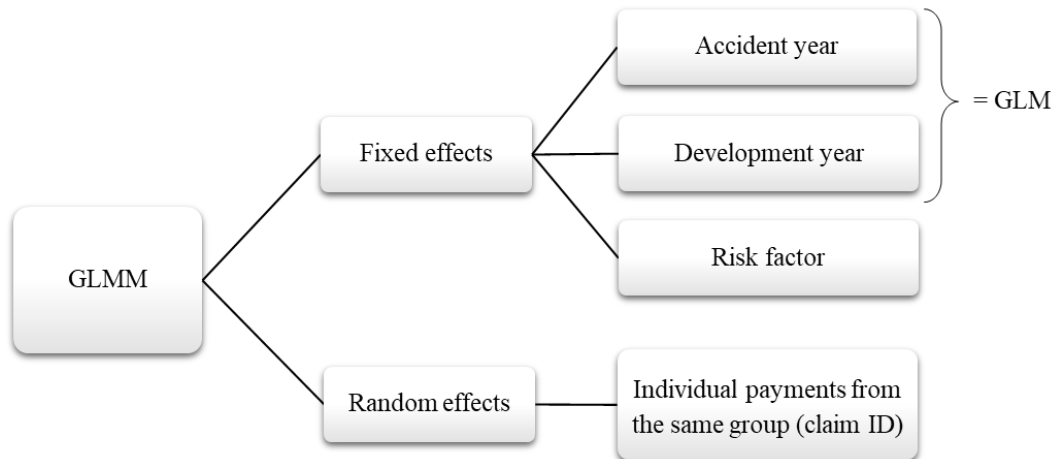 Accident year
= GLM
Fixed effects
Development year
Risk factor
GLMM
Random effects
Individual payments from
the same group (claim ID)